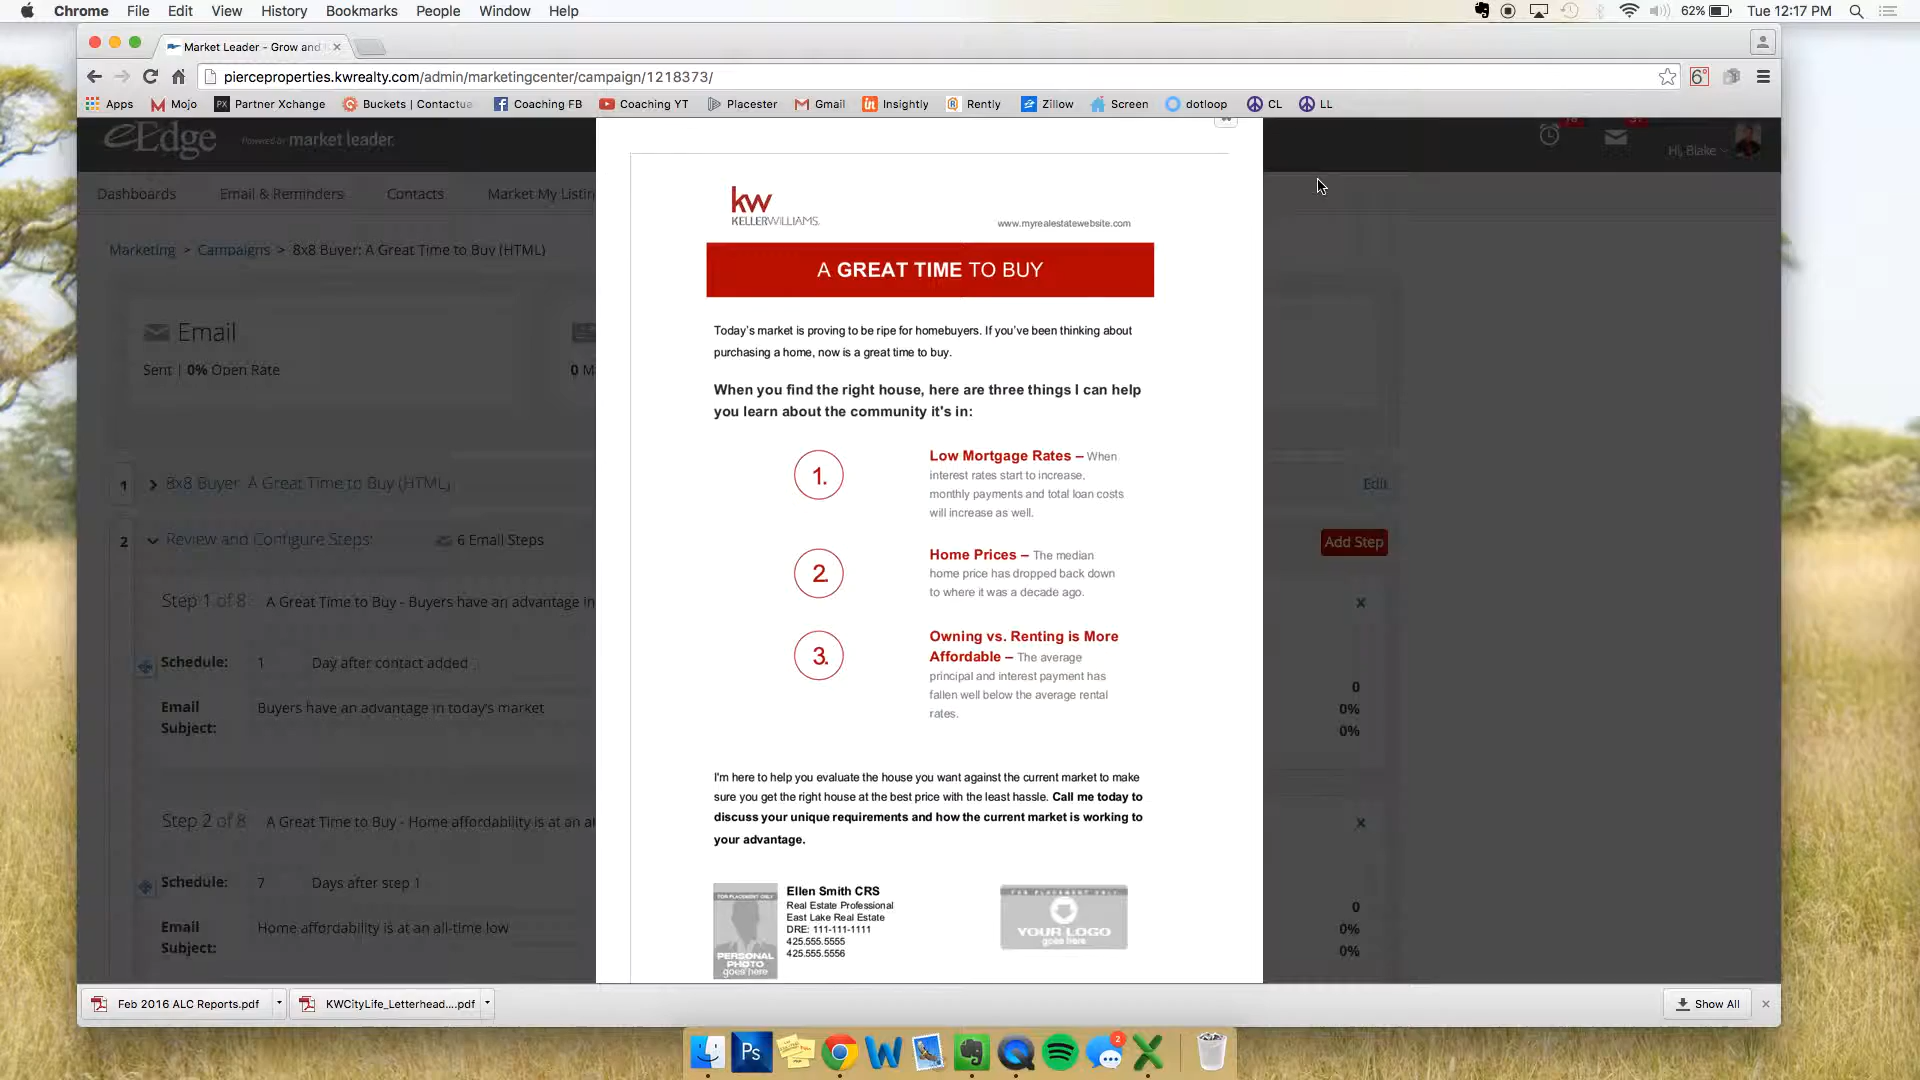 Chrome File Edit View History Bookmarks People Window Help
62% Tue 12:17 PM
Market Leader - Grow and
pierceproperties.kwrealty.com/admin/marketingcenter/campaign/1218373/
Apps Mojo Partner Xchange Buckets | Contactua Coaching FB Coaching YT Placester Gmail Insightly Rently Zillow Screen dotloop CL LL
eEdge Powered by market leader.
Hi, Blake
Dashboards Email & Reminders Contacts Market My Listin
Marketing > Campaigns > 8x8 Buyer: A Great Time to Buy (HTML)
Email
Sent | 0% Open Rate
0 M
1 8x8 Buyer: A Great Time to Buy (HTML)
Edit
2 Review and Configure Steps: 6 Email Steps
Add Step
Step 1 of 8 A Great Time to Buy - Buyers have an advantage in
Schedule: 1 Day after contact added
Email Subject: Buyers have an advantage in today's market
0
0%
0%
Step 2 of 8 A Great Time to Buy - Home affordability is at an a
Schedule: 7 Days after step 1
Email Subject: Home affordability is at an all-time low
0
0%
0%
kw
KELLERWILLIAMS.
www.myrealestatewebsite.com
A GREAT TIME TO BUY
Today's market is proving to be ripe for homebuyers. If you've been thinking about
purchasing a home, now is a great time to buy.
When you find the right house, here are three things I can help
you learn about the community it's in:
1.
Low Mortgage Rates – When
interest rates start to increase,
monthly payments and total loan costs
will increase as well.
2.
Home Prices – The median
home price has dropped back down
to where it was a decade ago.
3.
Owning vs. Renting is More
Affordable – The average
principal and interest payment has
fallen well below the average rental
rates.
I'm here to help you evaluate the house you want against the current market to make
sure you get the right house at the best price with the least hassle. Call me today to
discuss your unique requirements and how the current market is working to
your advantage.
FOR PLACEMENT ONLY
PERSONAL
PHOTO
goes here
Ellen Smith CRS
Real Estate Professional
East Lake Real Estate
DRE: 111-111-1111
425.555.5555
425.555.5556
FOR PLACEMENT ONLY
YOUR LOGO
goes here
Feb 2016 ALC Reports.pdf
KWCityLife_Letterhead....pdf
Show All
Ps
2